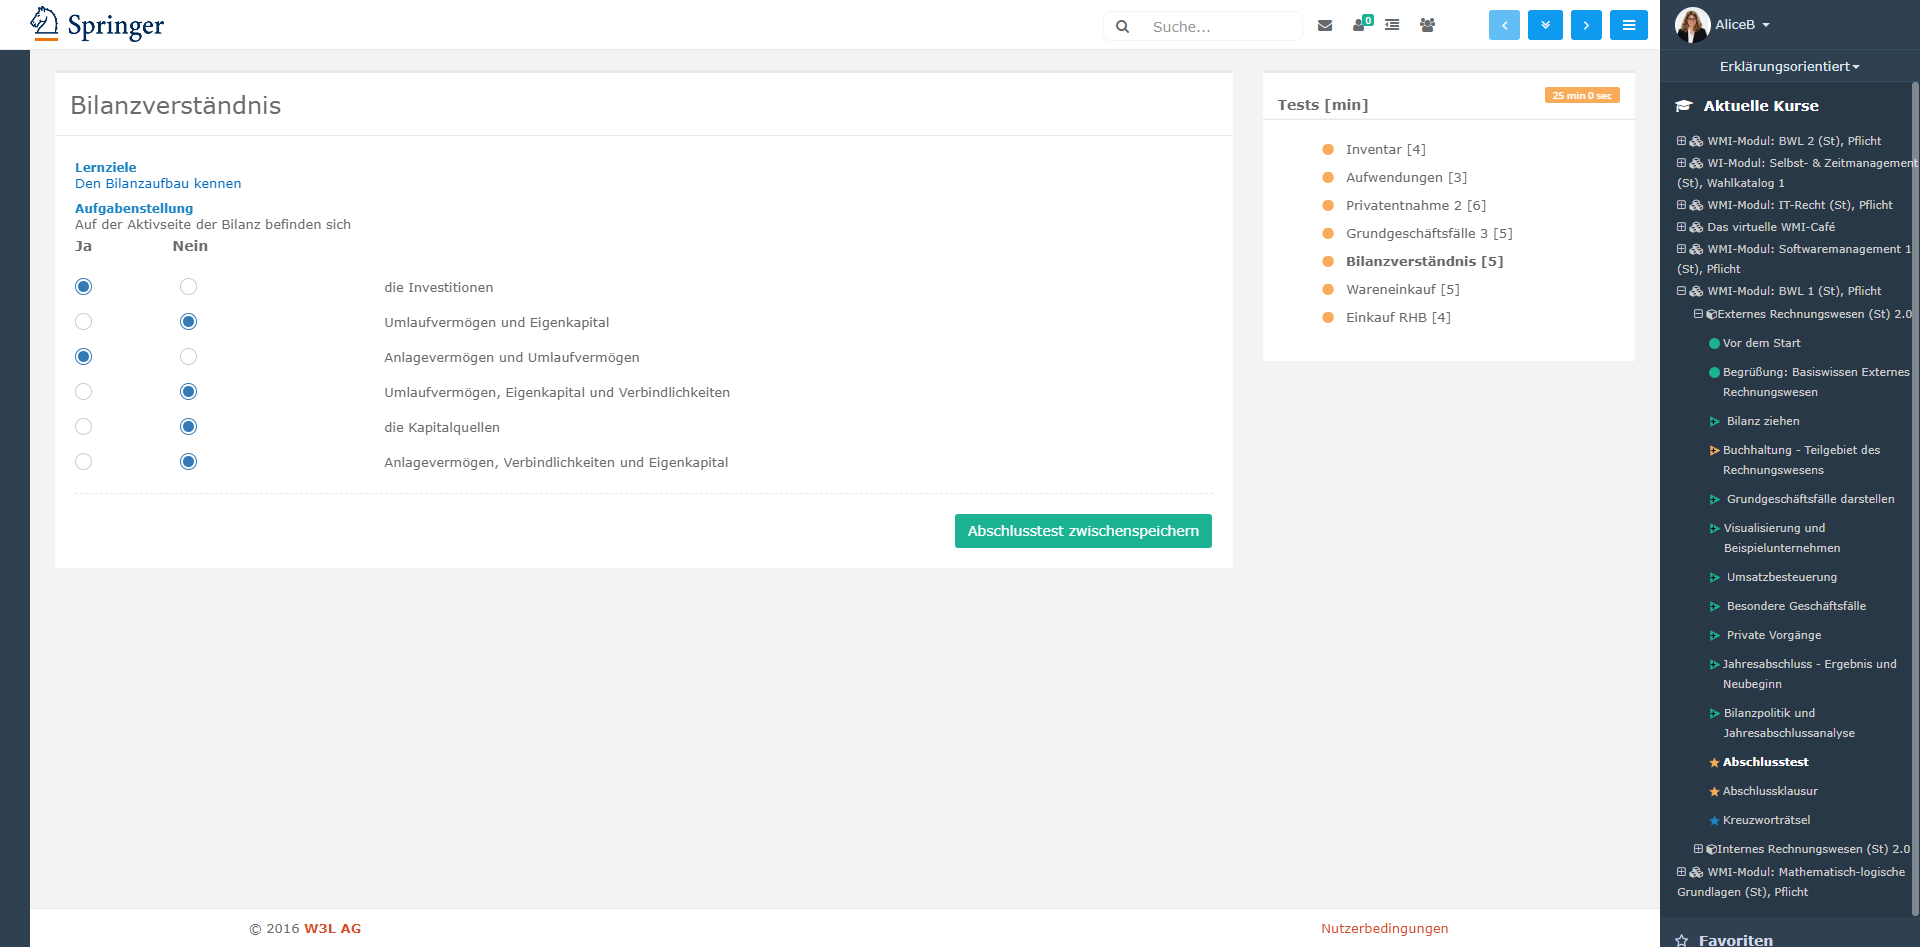 Springer
Suche...
0
AliceB
Erklärungsorientiert
Bilanzverständnis
Lernziele
Den Bilanzaufbau kennen
Aufgabenstellung
Auf der Aktivseite der Bilanz befinden sich
Ja Nein
die Investitionen
Umlaufvermögen und Eigenkapital
Anlagevermögen und Umlaufvermögen
Umlaufvermögen, Eigenkapital und Verbindlichkeiten
die Kapitalquellen
Anlagevermögen, Verbindlichkeiten und Eigenkapital
Abschlusstest zwischenspeichern
Tests [min]
25 min 0 sec
Inventar [4]
Aufwendungen [3]
Privatentnahme 2 [6]
Grundgeschäftsfälle 3 [5]
Bilanzverständnis [5]
Wareneinkauf [5]
Einkauf RHB [4]
Aktuelle Kurse
WMI-Modul: BWL 2 (St), Pflicht
WI-Modul: Selbst- & Zeitmanagement
(St), Wahlkatalog 1
WMI-Modul: IT-Recht (St), Pflicht
Das virtuelle WMI-Café
WMI-Modul: Softwaremanagement 1
(St), Pflicht
WMI-Modul: BWL 1 (St), Pflicht
Externes Rechnungswesen (St) 2.0
Vor dem Start
Begrüßung: Basiswissen Externes
Rechnungswesen
Bilanz ziehen
Buchhaltung - Teilgebiet des
Rechnungswesens
Grundgeschäftsfälle darstellen
Visualisierung und
Beispielunternehmen
Umsatzbesteuerung
Besondere Geschäftsfälle
Private Vorgänge
Jahresabschluss - Ergebnis und
Neubeginn
Bilanzpolitik und
Jahresabschlussanalyse
Abschlusstest
Abschlussklausur
Kreuzworträtsel
Internes Rechnungswesen (St) 2.0
WMI-Modul: Mathematisch-logische
Grundlagen (St), Pflicht
Favoriten
© 2016 W3L AG
Nutzerbedingungen